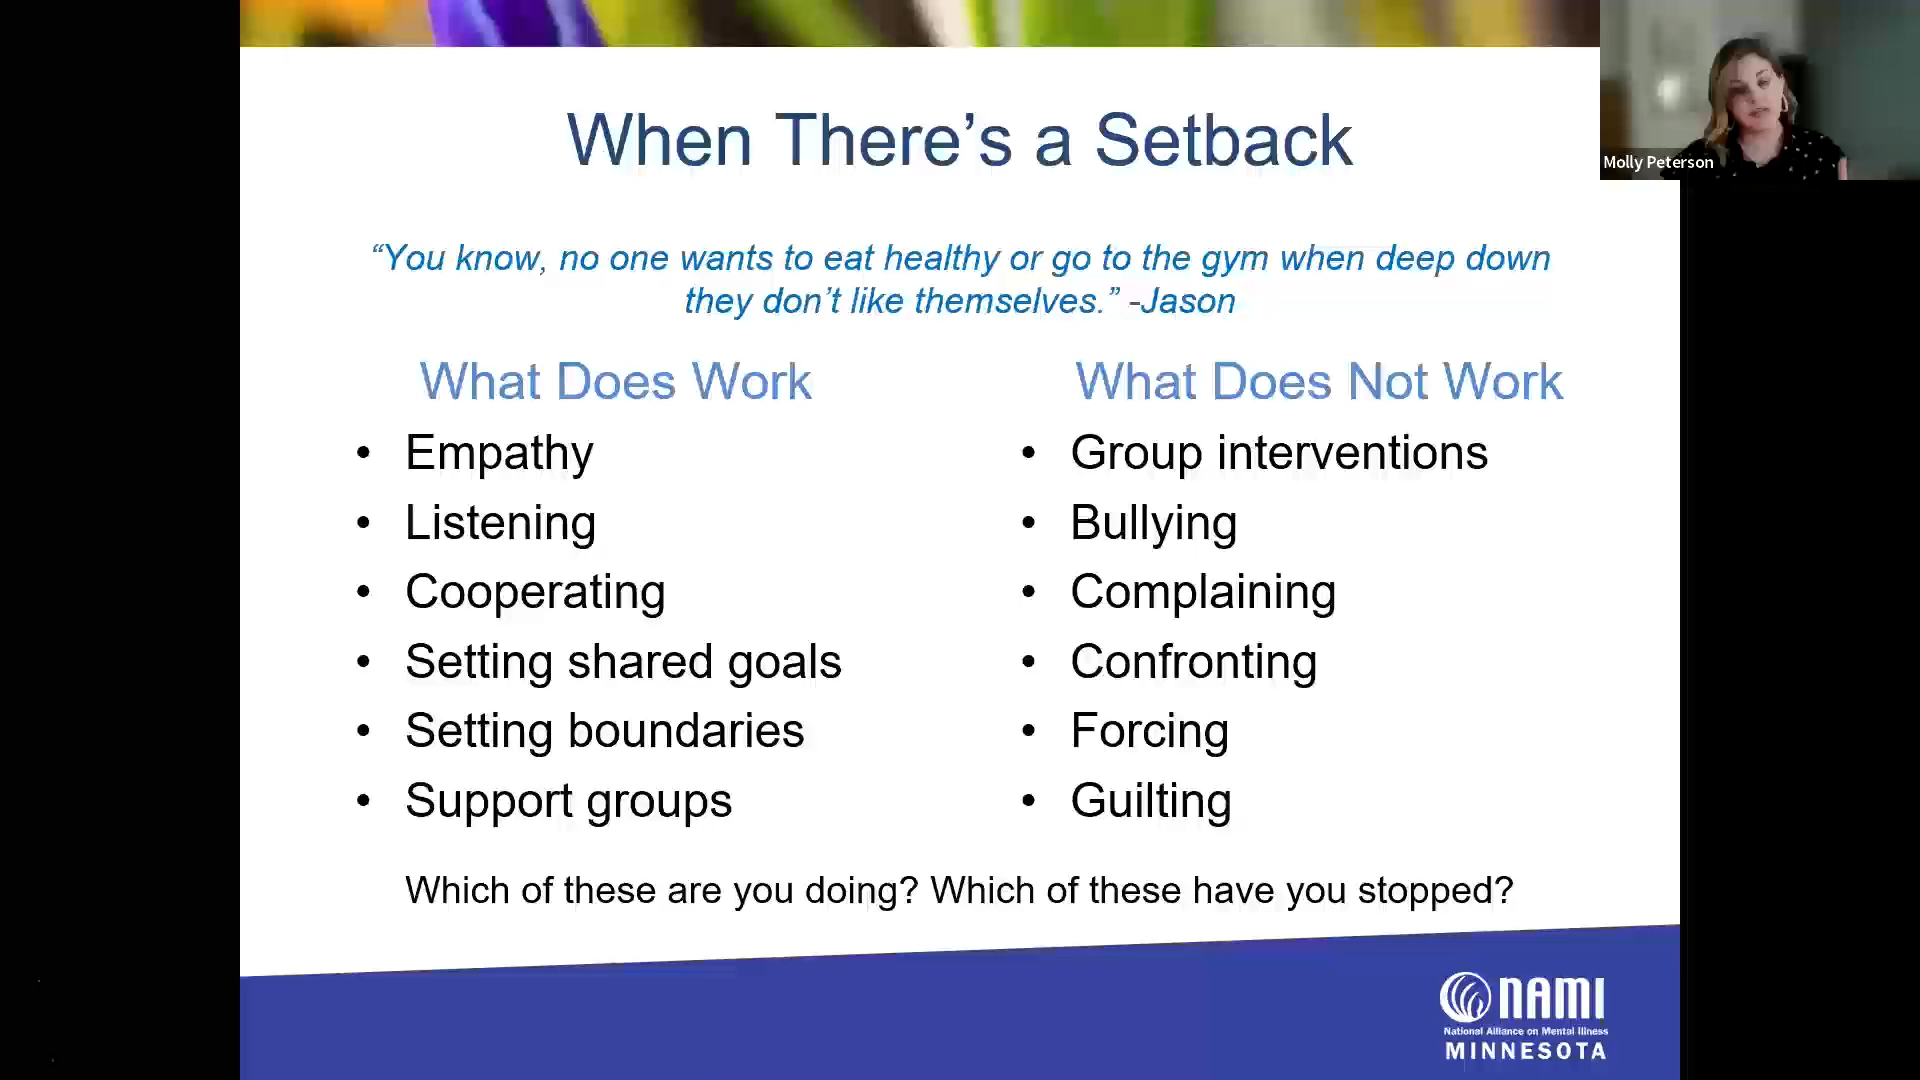 When There’s a Setback
Molly Peterson
“You know, no one wants to eat healthy or go to the gym when deep down
they don’t like themselves.” -Jason
What Does Work
• Empathy
• Listening
• Cooperating
• Setting shared goals
• Setting boundaries
• Support groups
What Does Not Work
• Group interventions
• Bullying
• Complaining
• Confronting
• Forcing
• Guilting
Which of these are you doing? Which of these have you stopped?
NAMI
National Alliance on Mental Illness
MINNESOTA